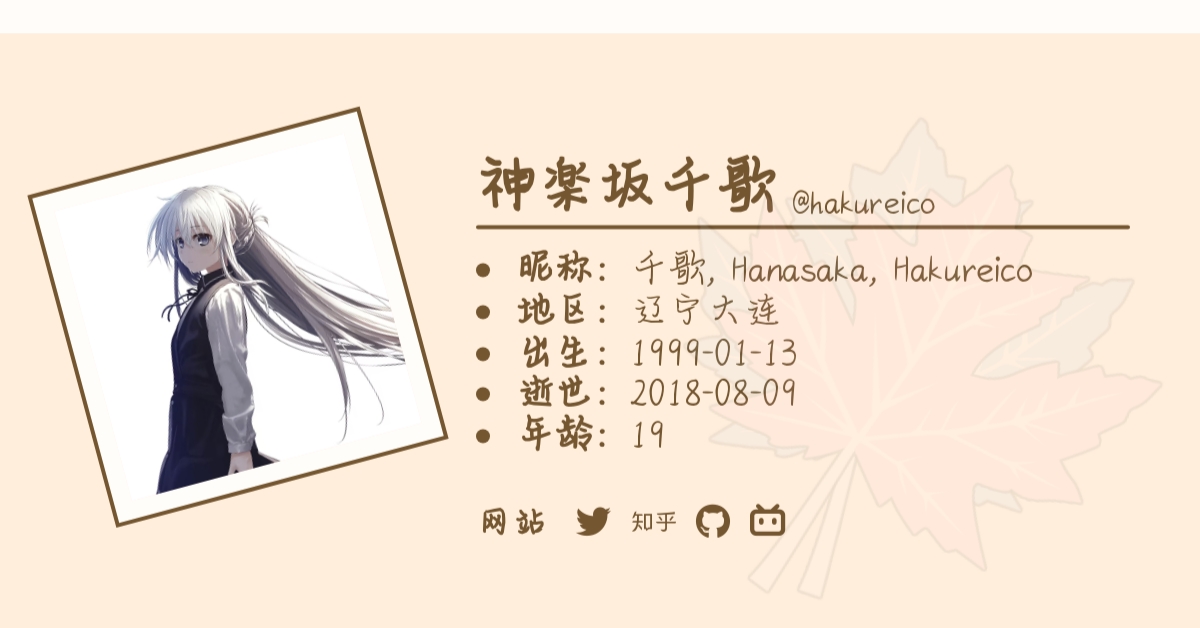 神楽坂千歌 @hakureico
昵称：千歌, Hanasaka, Hakureico
地区：辽宁大连
出生：1999-01-13
逝世：2018-08-09
年龄：19
网站 知乎